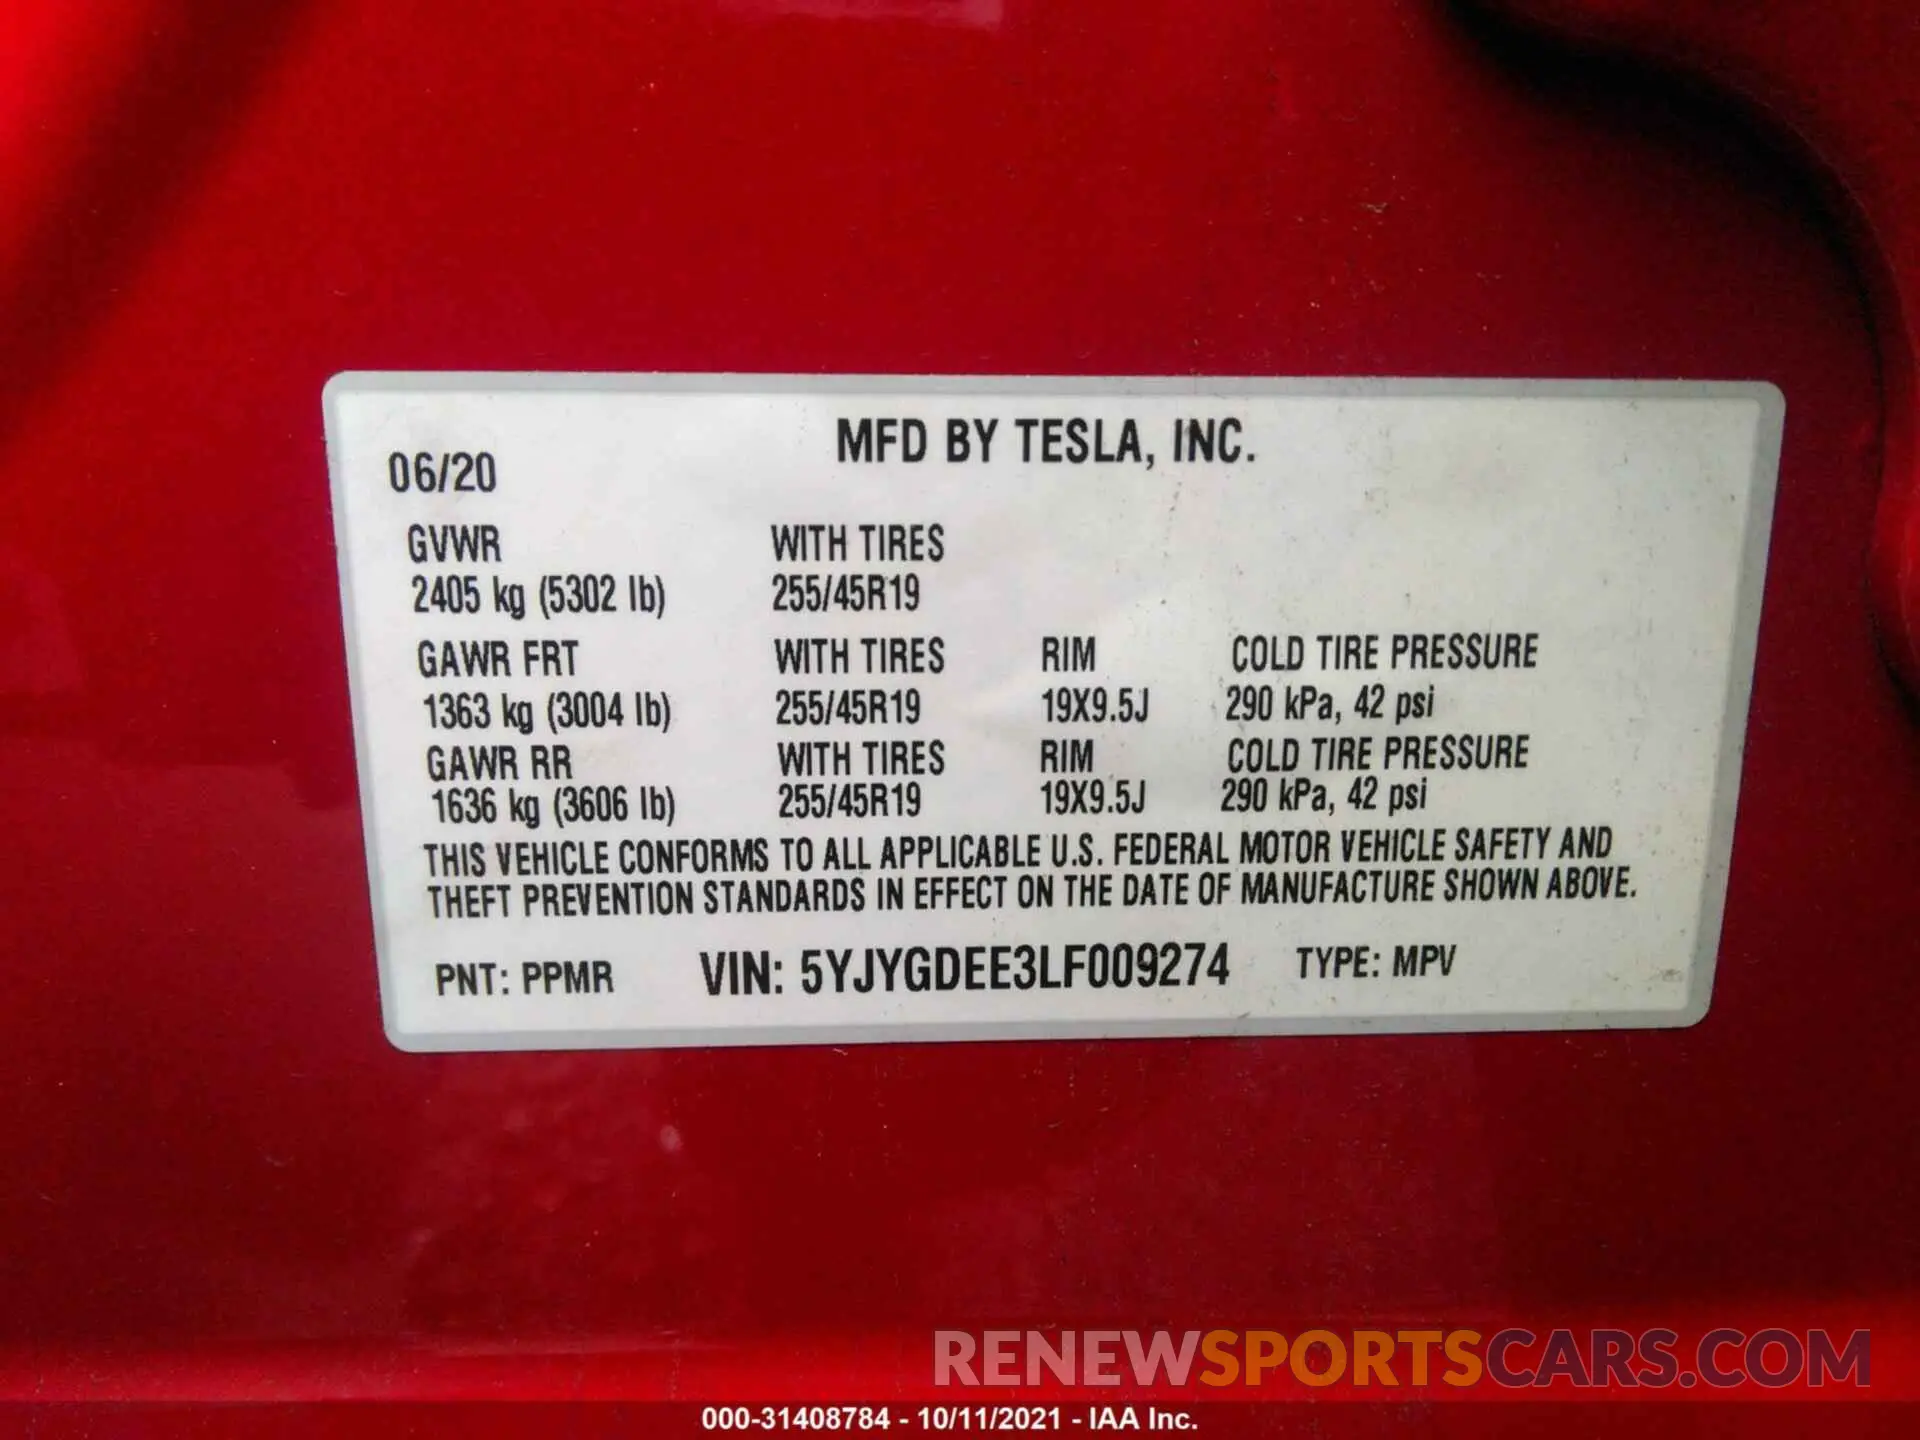 MFD BY TESLA, INC.
06/20
GVWR WITH TIRES
2405 kg (5302 lb) 255/45R19
GAWR FRT WITH TIRES RIM COLD TIRE PRESSURE
1363 kg (3004 lb) 255/45R19 19X9.5J 290 kPa, 42 psi
GAWR RR WITH TIRES RIM COLD TIRE PRESSURE
1636 kg (3606 lb) 255/45R19 19X9.5J 290 kPa, 42 psi
THIS VEHICLE CONFORMS TO ALL APPLICABLE U.S. FEDERAL MOTOR VEHICLE SAFETY AND
THEFT PREVENTION STANDARDS IN EFFECT ON THE DATE OF MANUFACTURE SHOWN ABOVE.
PNT: PPMR VIN: 5YJYGDEE3LF009274 TYPE: MPV
RENEWSPORTSCARS.COM
000-31408784 - 10/11/2021 - IAA Inc.